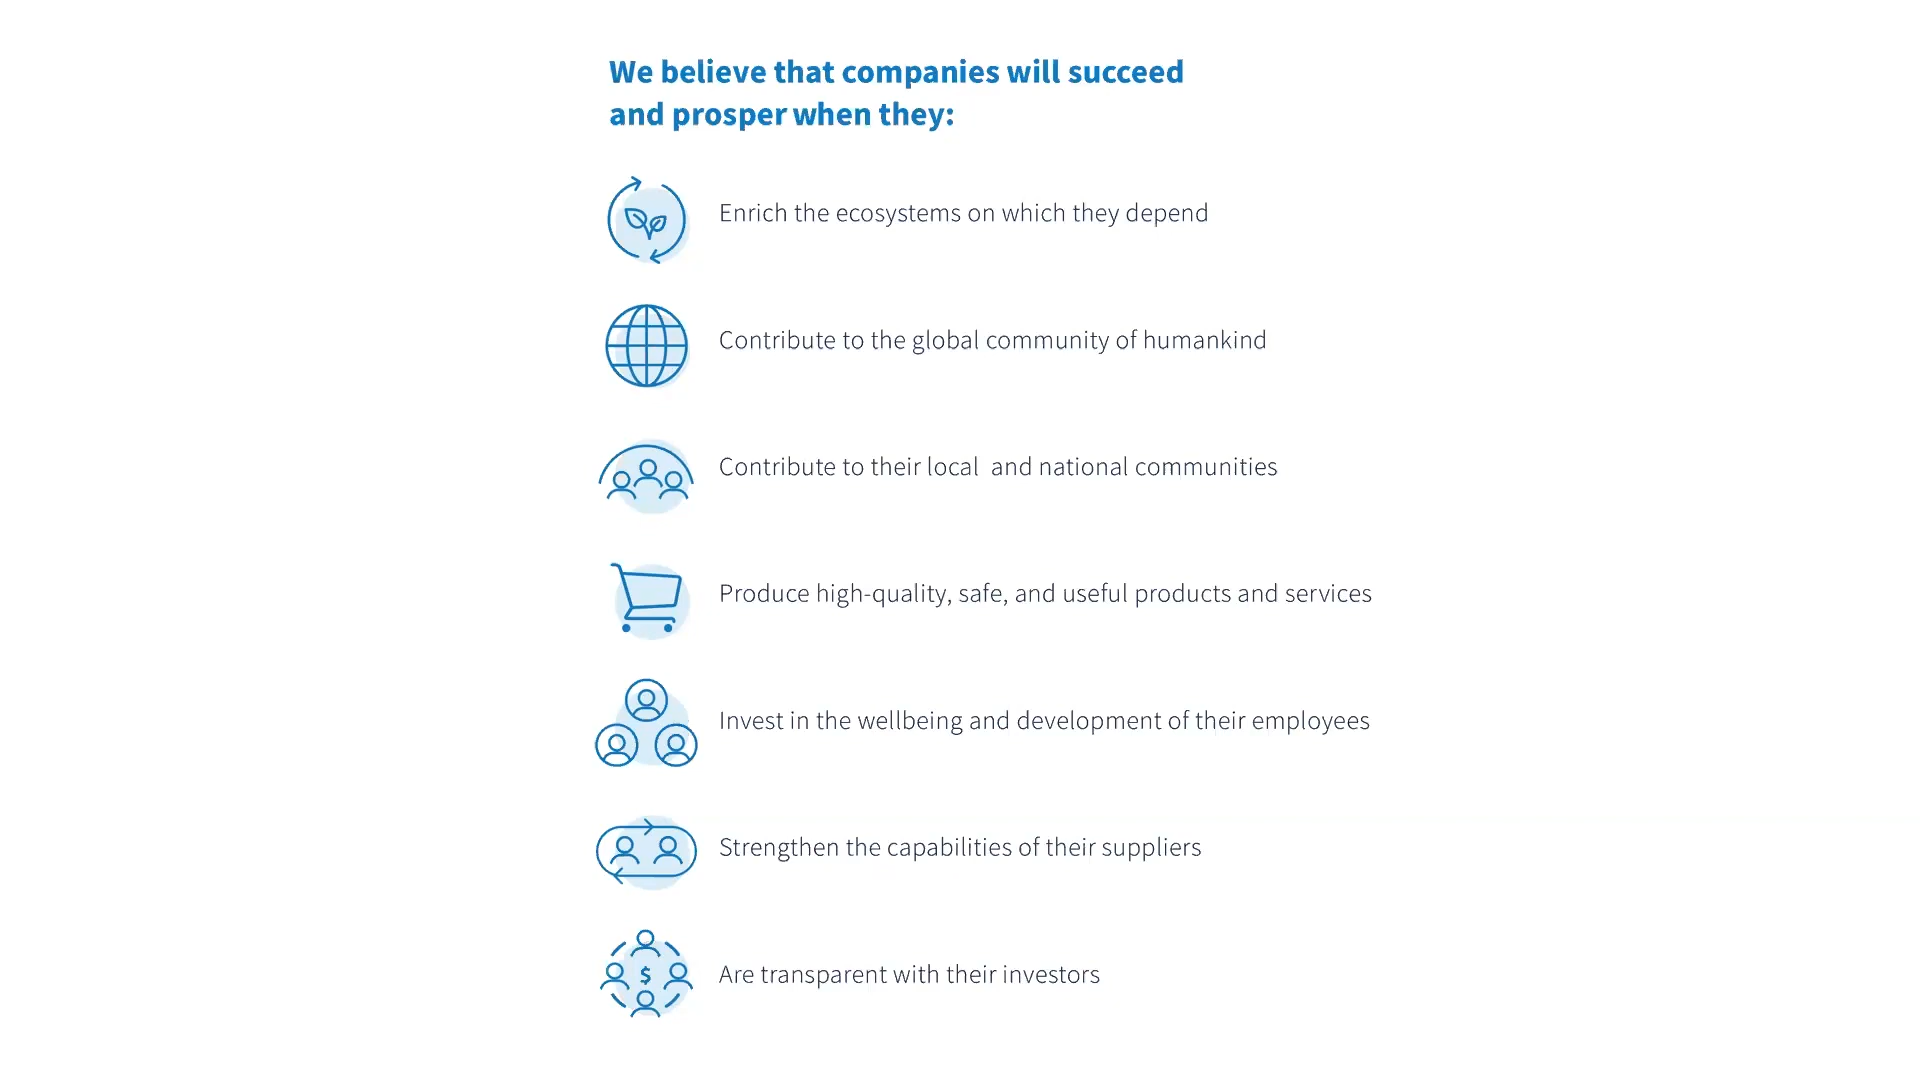 We believe that companies will succeed
and prosper when they:
Enrich the ecosystems on which they depend
Contribute to the global community of humankind
Contribute to their local  and national communities
Produce high-quality, safe, and useful products and services
Invest in the wellbeing and development of their employees
Strengthen the capabilities of their suppliers
$
Are transparent with their investors